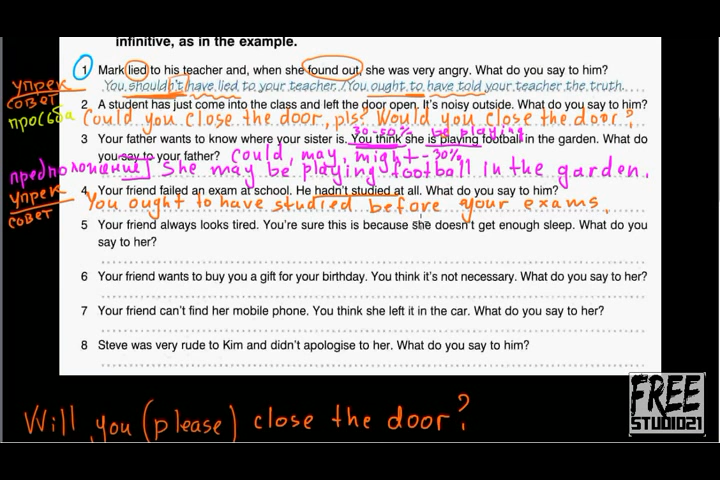 infinitive, as in the example.
1 Mark lied to his teacher and, when she found out, she was very angry. What do you say to him?
упрек You shouldn't have lied to your teacher. / You ought to have told your teacher the truth.
совет
2 A student has just come into the class and left the door open. It's noisy outside. What do you say to him?
просьба Could you close the door, pls? Would you close the door?
30-50% be playing
3 Your father wants to know where your sister is. You think she is playing football in the garden. What do
you say to your father? Could, may, might - 30%
предположение She may be playing football in the garden.
4 Your friend failed an exam at school. He hadn't studied at all. What do you say to him?
упрек You ought to have studied before your exams.
совет
5 Your friend always looks tired. You're sure this is because she doesn't get enough sleep. What do you
say to her?
6 Your friend wants to buy you a gift for your birthday. You think it's not necessary. What do you say to her?
7 Your friend can't find her mobile phone. You think she left it in the car. What do you say to her?
8 Steve was very rude to Kim and didn't apologise to her. What do you say to him?
Will you (please) close the door?
FREE
STUDIO21